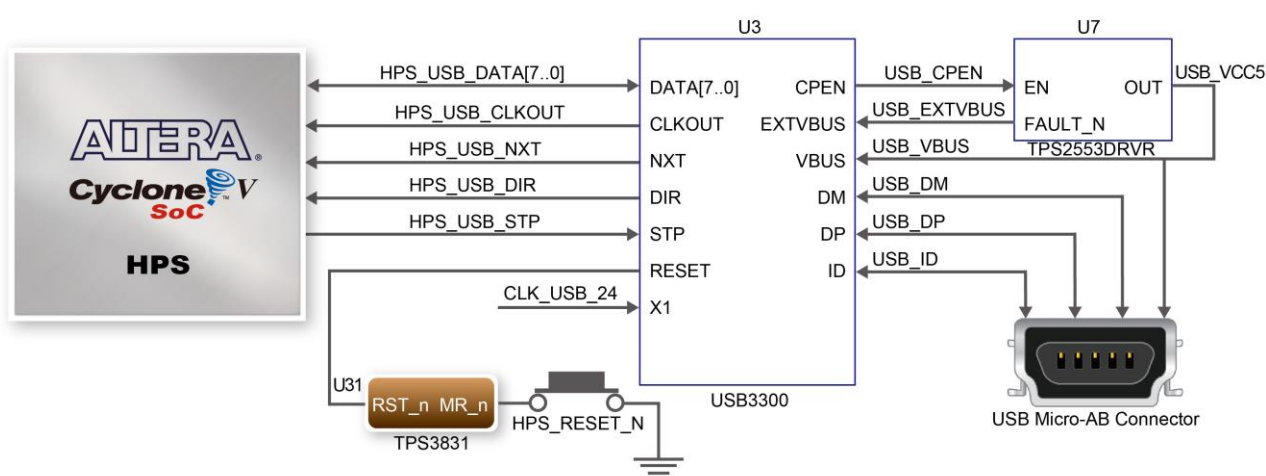 ALTERA.
Cyclone V
SoC
HPS
HPS_USB_DATA[7..0]
HPS_USB_CLKOUT
HPS_USB_NXT
HPS_USB_DIR
HPS_USB_STP
CLK_USB_24
U3
DATA[7..0]
CLKOUT
NXT
DIR
STP
RESET
X1
CPEN
EXTVBUS
VBUS
DM
DP
ID
USB3300
USB_CPEN
USB_EXTVBUS
USB_VBUS
USB_DM
USB_DP
USB_ID
U7
EN
OUT
FAULT_N
TPS2553DRVR
USB_VCC5
U31
RST_n MR_n
TPS3831
HPS_RESET_N
USB Micro-AB Connector